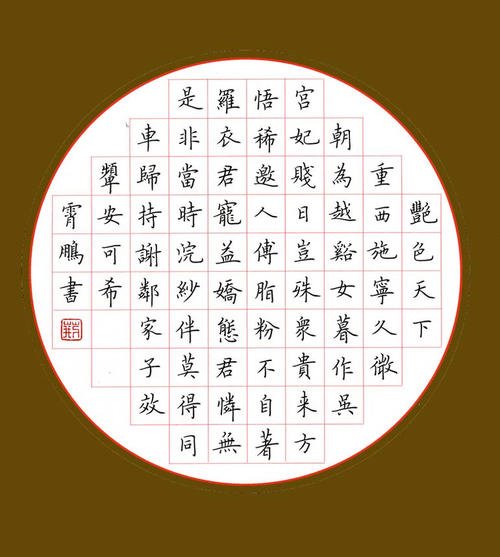 豔色天下
重西施寧久微
朝為越谿女暮作吳
宮妃賤日豈殊眾貴来方
悟稀邀人傅脂粉不自著
羅衣君寵益嬌態君憐無
是非當時浣紗伴莫得同
車歸持謝鄰家子效
顰安可希
霄鵬書